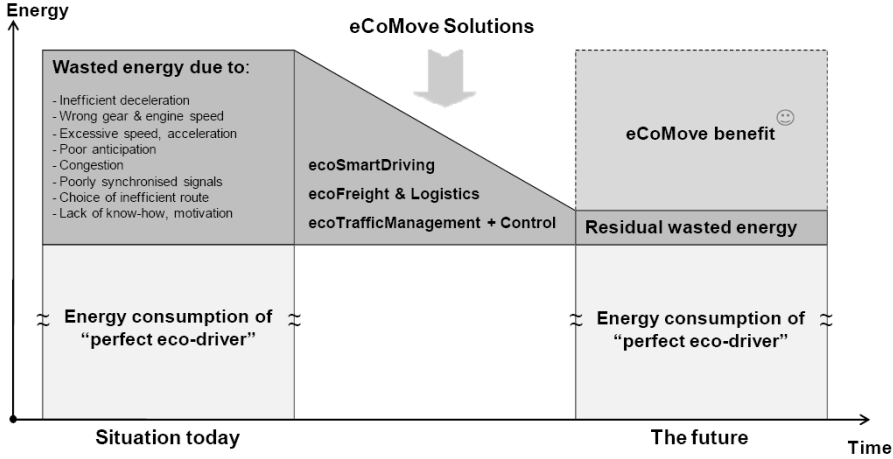 Energy
eCoMove Solutions
Wasted energy due to:
- Inefficient deceleration
- Wrong gear & engine speed
- Excessive speed, acceleration
- Poor anticipation
- Congestion
- Poorly synchronised signals
- Choice of inefficient route
- Lack of know-how, motivation
ecoSmartDriving
ecoFreight & Logistics
ecoTrafficManagement + Control
eCoMove benefit
Residual wasted energy
Energy consumption of
“perfect eco-driver”
Energy consumption of
“perfect eco-driver”
Situation today
The future
Time